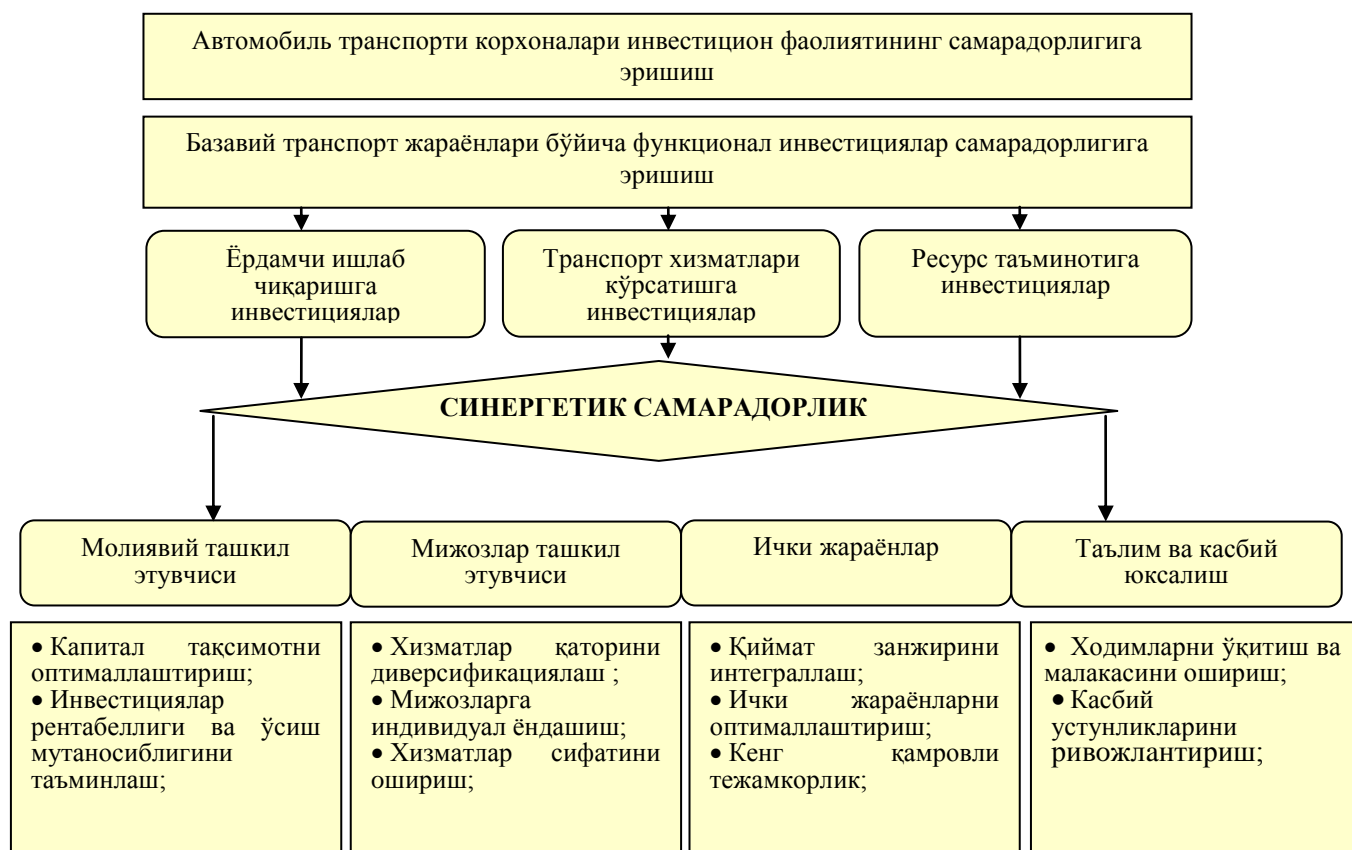 Автомобиль транспорти корхоналари инвестицион фаолиятининг самарадорлигига
эришиш
Базавий транспорт жараёнлари бўйича функционал инвестициялар самарадорлигига
эришиш
Ёрдамчи ишлаб
чиқаришга
инвестициялар
Транспорт хизматлари
кўрсатишга
инвестициялар
Ресурс таъминотига
инвестициялар
СИНЕРГЕТИК САМАРАДОРЛИК
Молиявий ташкил
этувчиси
Мижозлар ташкил
этувчиси
Ички жараёнлар
Таълим ва касбий
юксалиш
• Капитал тақсимотни
оптималлаштириш;
• Инвестициялар
рентабеллиги ва ўсиш
мутаносиблигини
таъминлаш;
• Хизматлар қаторини
диверсификациялаш ;
• Мижозларга
индивидуал ёндашиш;
• Хизматлар сифатини
ошириш;
• Қиймат занжирини
интеграллаш;
• Ички жараёнларни
оптималлаштириш;
• Кенг қамровли
тежамкорлик;
• Ходимларни ўқитиш ва
малакасини ошириш;
• Касбий
устунликларини
ривожлантириш;